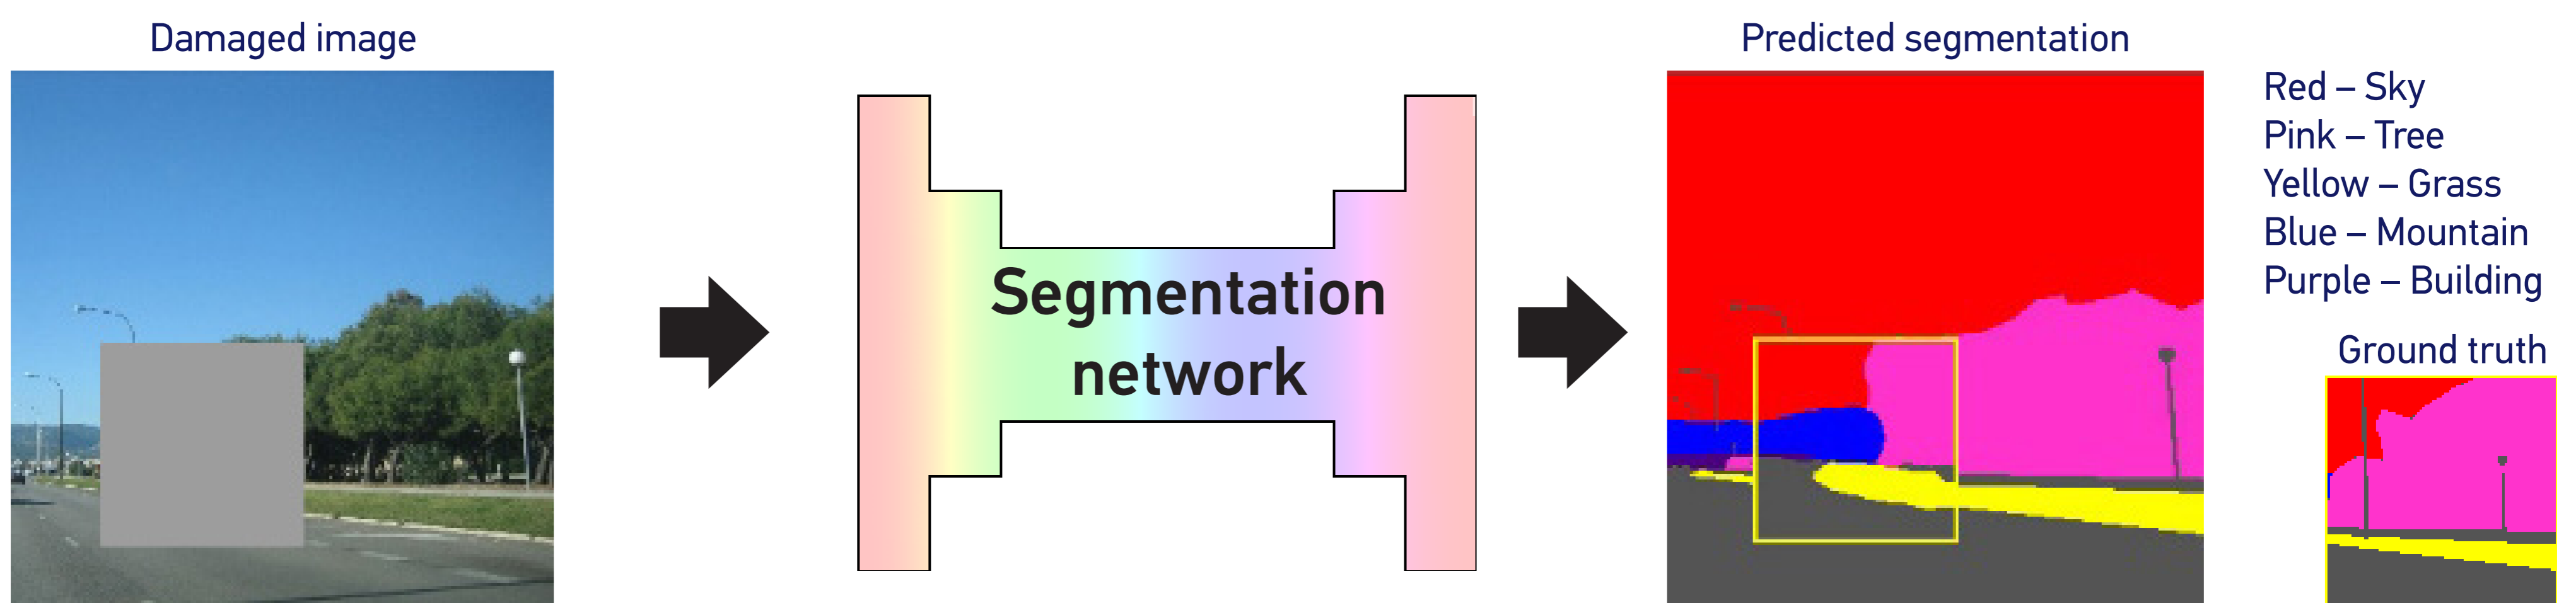 Damaged image
Segmentation
network
Predicted segmentation
Red – Sky
Pink – Tree
Yellow – Grass
Blue – Mountain
Purple – Building
Ground truth